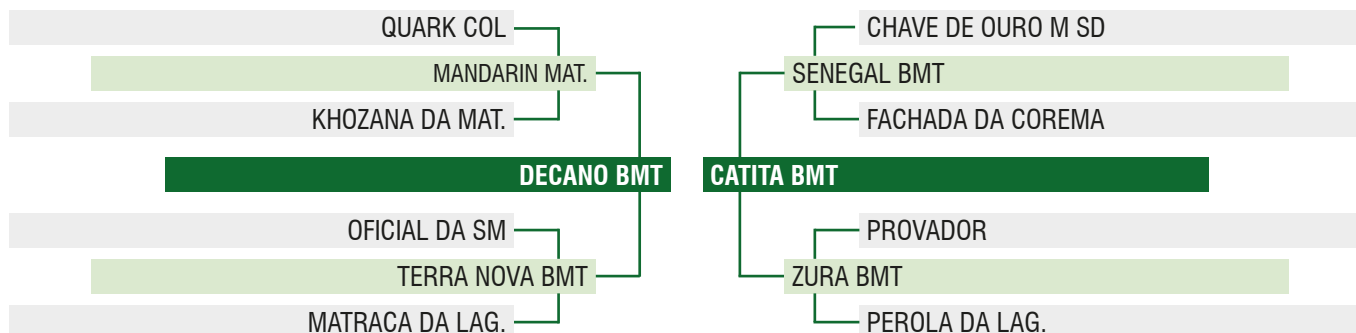 QUARK COL
CHAVE DE OURO M SD
MANDARIN MAT.
SENEGAL BMT
KHOZANA DA MAT.
FACHADA DA COREMA
DECANO BMT
CATITA BMT
OFICIAL DA SM
PROVADOR
TERRA NOVA BMT
ZURA BMT
MATRACA DA LAG.
PEROLA DA LAG.